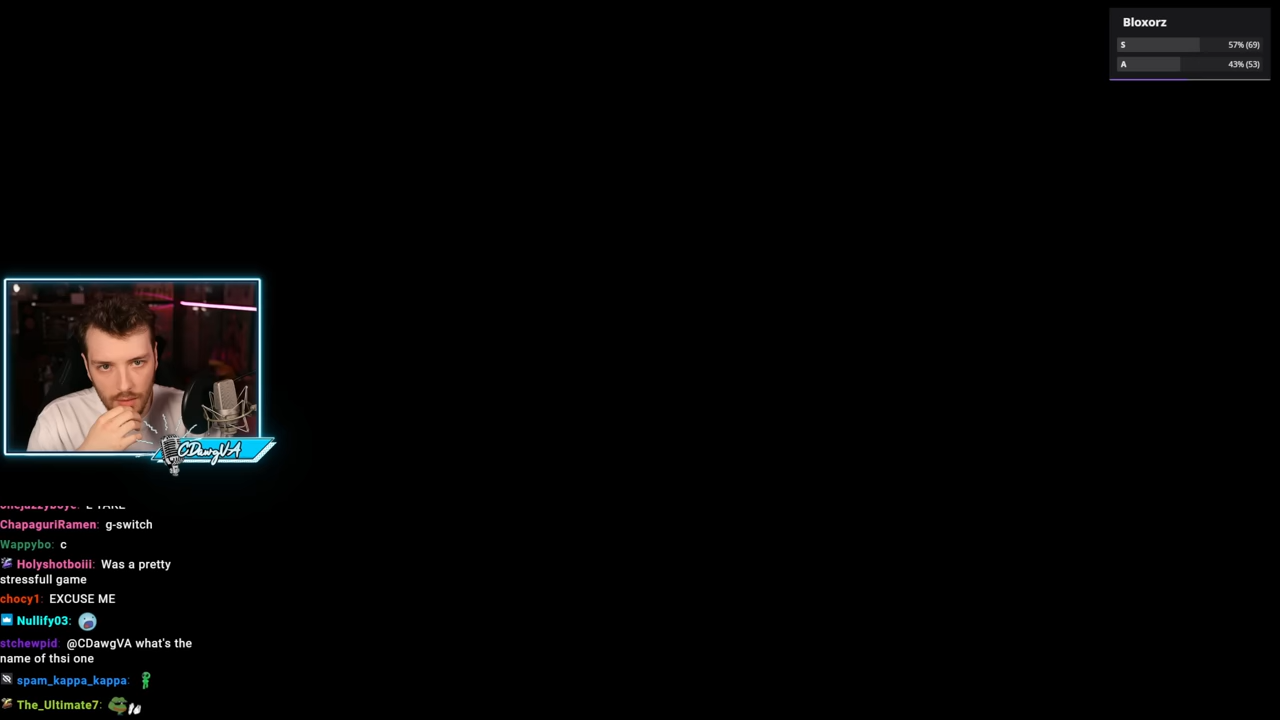 Bloxorz
S 57% (69)
A 43% (53)
CDawgVA
ChapaguriRamen: g-switch
Wappybo: c
Holyshotboiii: Was a pretty
stressfull game
chocy1: EXCUSE ME
Nullify03:
stchewpid: @CDawgVA what's the
name of thsi one
spam_kappa_kappa:
The_Ultimate7: